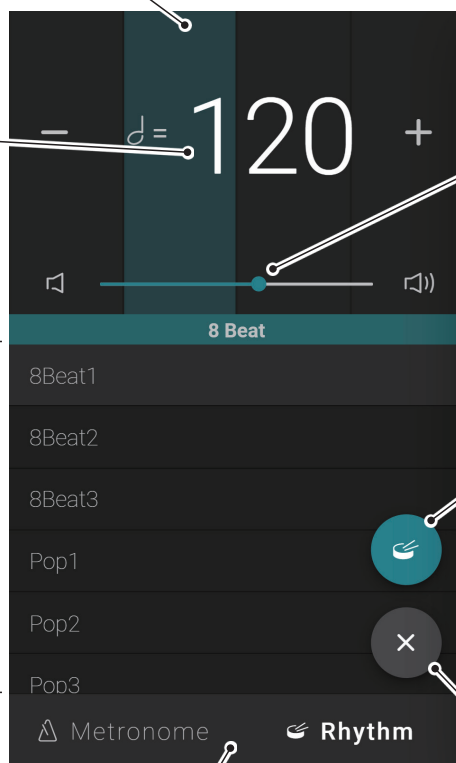 − 𝅗𝅥 = 120 +
8 Beat
8Beat1
8Beat2
8Beat3
Pop1
Pop2
Pop3
Metronome Rhythm